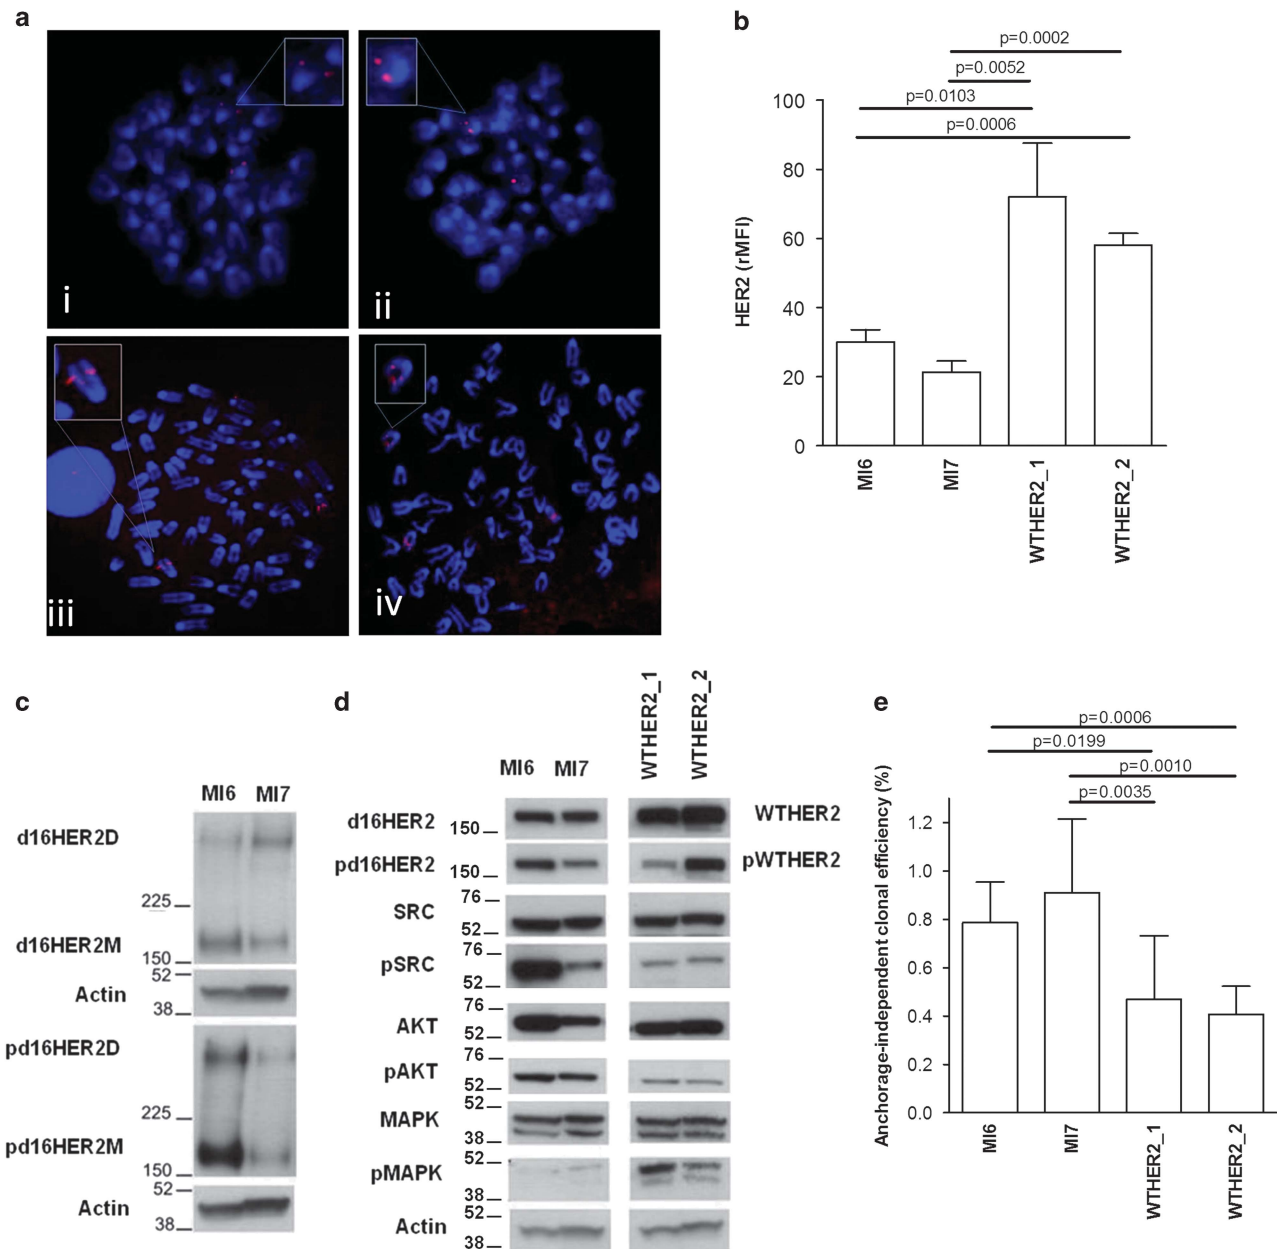 a
i
ii
iii
iv
b
p=0.0002
p=0.0052
p=0.0103
p=0.0006
HER2 (rMFI)
100
80
60
40
20
0
MI6
MI7
WTHER2_1
WTHER2_2
c
MI6 MI7
d16HER2D
225
d16HER2M
150
52
Actin
38
pd16HER2D
225
pd16HER2M
150
52
Actin
38
d
MI6 MI7 WTHER2_1 WTHER2_2
d16HER2 150 WTHER2
pd16HER2 150 pWTHER2
76
SRC
52
76
pSRC
52
76
AKT
52
76
pAKT
52
52
MAPK
38
52
pMAPK
38
52
Actin
38
e
p=0.0006
p=0.0199
p=0.0010
p=0.0035
Anchorage-independent clonal efficiency (%)
1.2
1.0
0.8
0.6
0.4
0.2
0.0
MI6
MI7
WTHER2_1
WTHER2_2